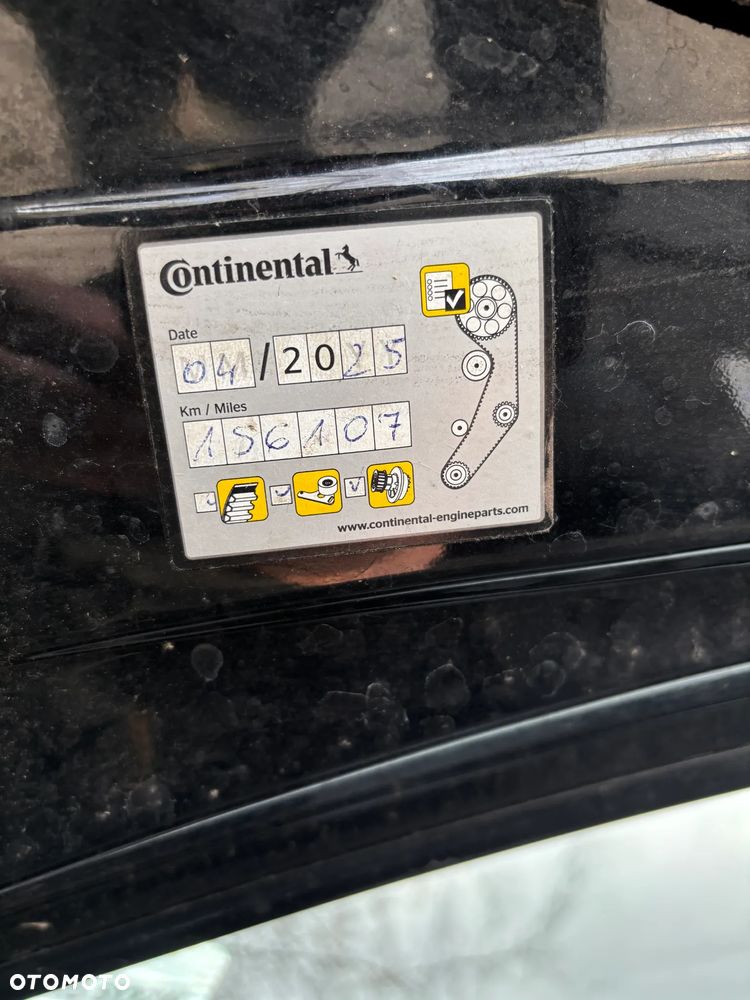 Continental
Date
04/2025
Km / Miles
156107
www.continental-engineparts.com
OTOMOTO